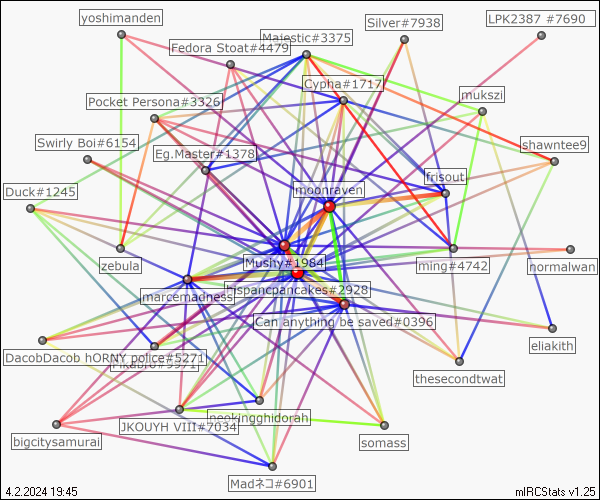 yoshimanden
Silver#7938
LPK2387 #7690
Majestic#3375
Fedora Stoat#4479
Cypha#1717
Pocket Persona#3326
mukszi
Swirly Boi#6154
Eg.Master#1378
shawntee9
frisout
Duck#1245
moonraven
zebula
Mushy#1984
ming#4742
normalwan
marcemadness
hispancpancakes#2928
Can anything be saved#0396
eliakith
DacobDacob hORNY police#5271
thesecondtwat
neokingghidorah
JKOUYH VIII#7034
bigcitysamurai
somass
Madネコ#6901
4.2.2024 19:45
mIRCStats v1.25